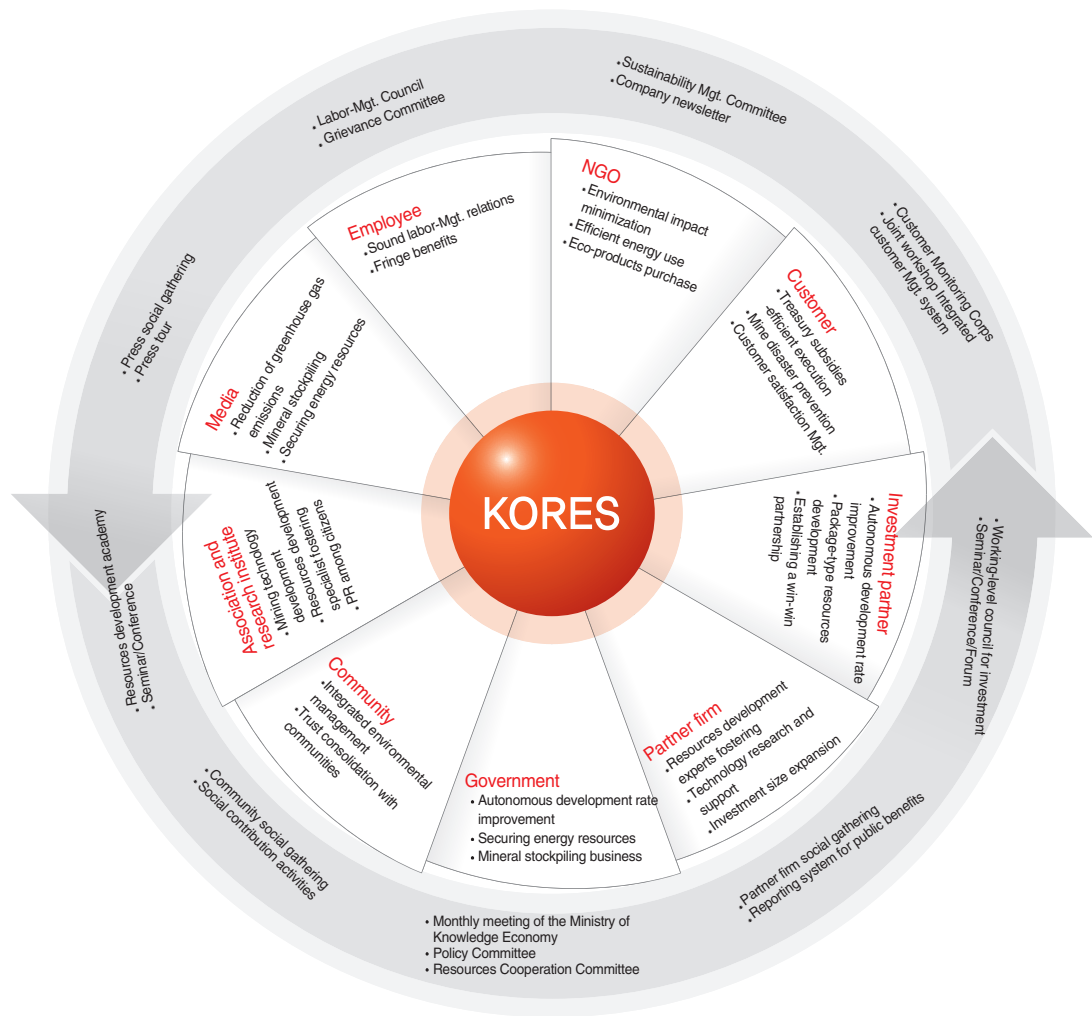 KORES
NGO
• Environmental impact
minimization
• Efficient energy use
• Eco-products purchase
• Sustainability Mgt. Committee
• Company newsletter
Customer
• Treasury subsidies
-efficient execution
• Mine disaster prevention
• Customer satisfaction Mgt.
• Customer Monitoring Corps
• Joint workshop Integrated
customer Mgt. system
Investment partner
• Autonomous development rate
improvement
• Package-type resources
development
• Establishing a win-win
partnership
• Working-level council for investment
• Seminar/Conference/Forum
Partner firm
• Resources development
experts fostering
• Technology research and
support
• Investment size expansion
• Partner firm social gathering
• Reporting system for public benefits
Government
• Autonomous development rate
improvement
• Securing energy resources
• Mineral stockpiling business
• Monthly meeting of the Ministry of
Knowledge Economy
• Policy Committee
• Resources Cooperation Committee
Community
• Integrated environmental
management
• Trust consolidation with
communities
• Community social gathering
• Social contribution activities
Association and
research institute
• Mining technology
development
• Resources development
specialist fostering
• PR among citizens
• Resources development academy
• Seminar/Conference
Media
• Reduction of greenhouse gas
emissions
• Mineral stockpiling
• Securing energy resources
• Press social gathering
• Press tour
Employee
• Sound labor-Mgt. relations
• Fringe benefits
• Labor-Mgt. Council
• Grievance Committee